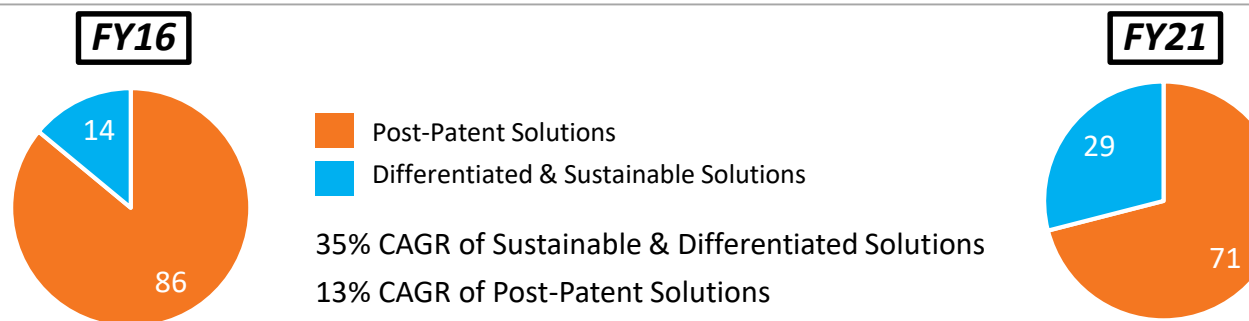 FY16
FY21
14
86
Post-Patent Solutions
Differentiated & Sustainable Solutions
35% CAGR of Sustainable & Differentiated Solutions
13% CAGR of Post-Patent Solutions
29
71